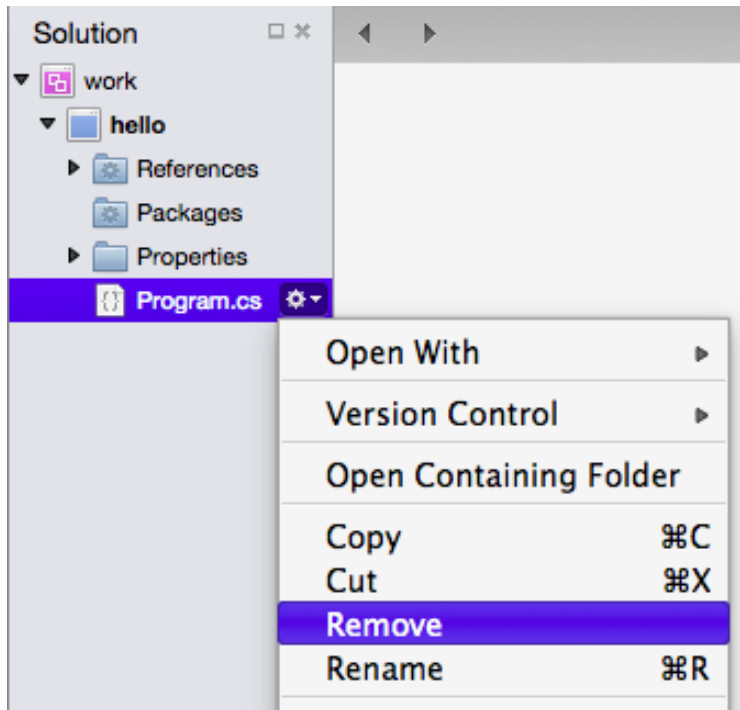 Solution
work
hello
References
Packages
Properties
{} Program.cs
Open With
Version Control
Open Containing Folder
Copy ⌘C
Cut ⌘X
Remove
Rename ⌘R